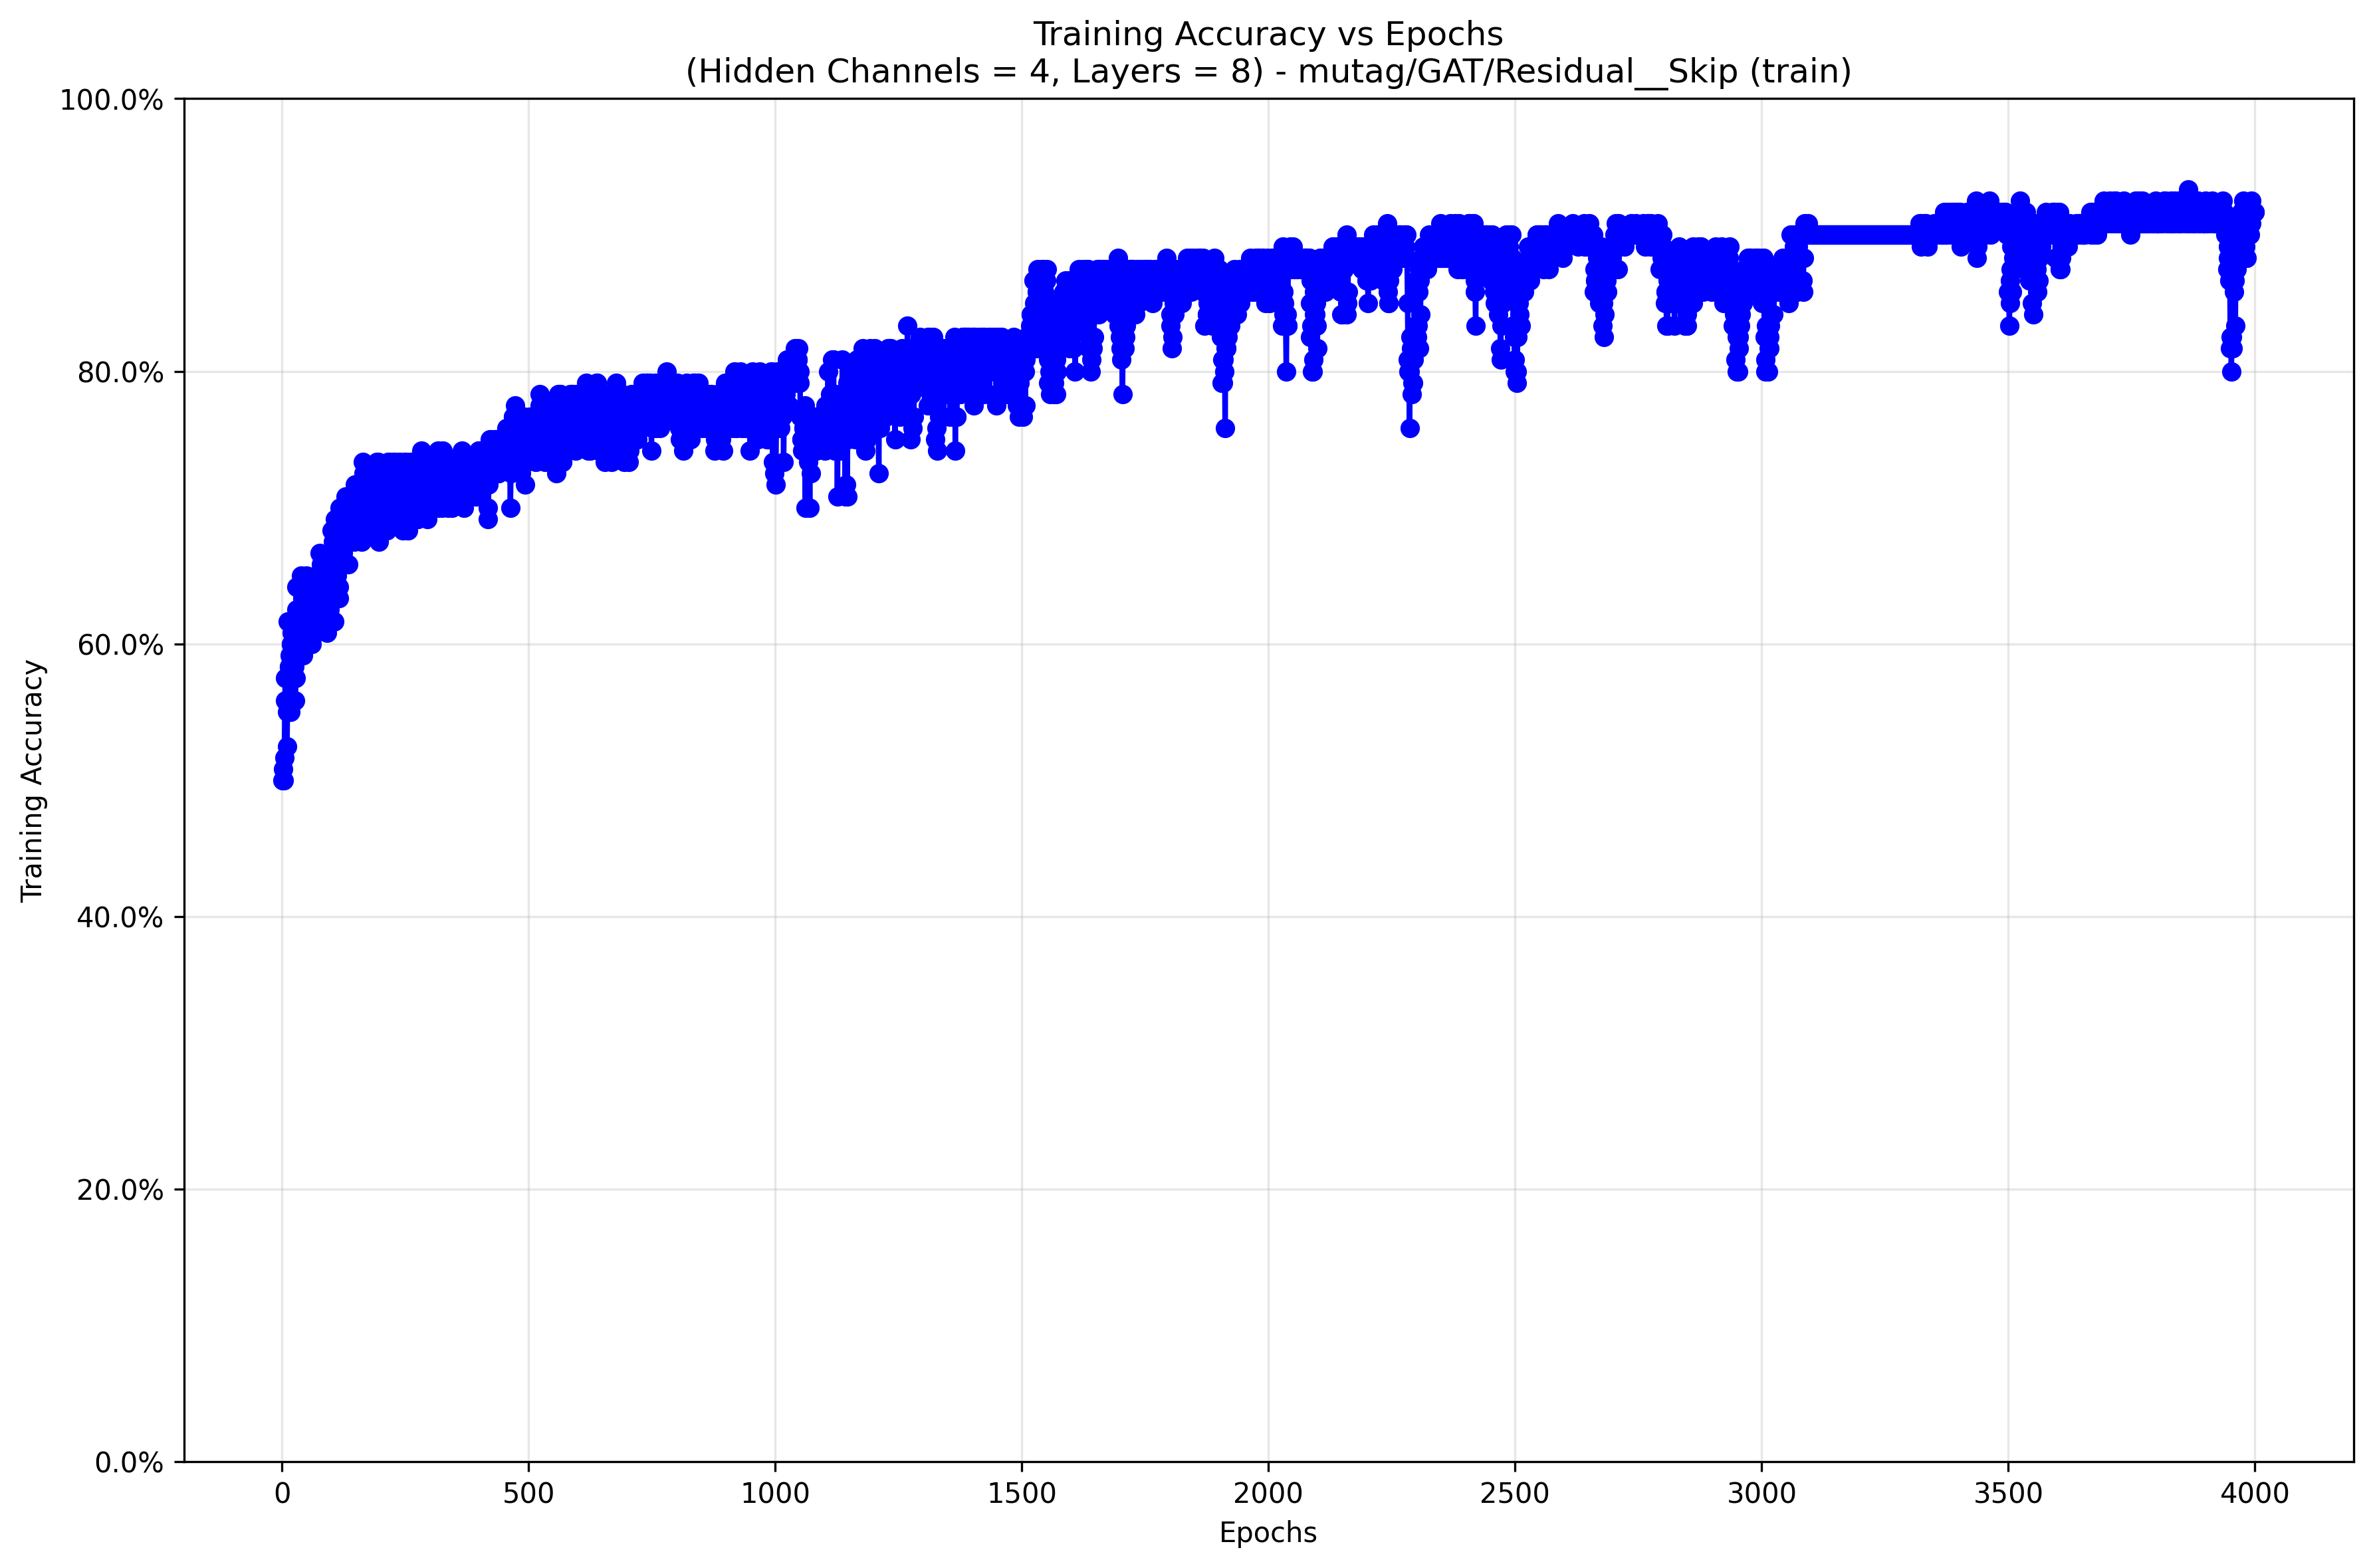 Training Accuracy vs Epochs
(Hidden Channels = 4, Layers = 8) - mutag/GAT/Residual__Skip (train)
100.0%
80.0%
60.0%
40.0%
20.0%
0.0%
Training Accuracy
0 500 1000 1500 2000 2500 3000 3500 4000
Epochs